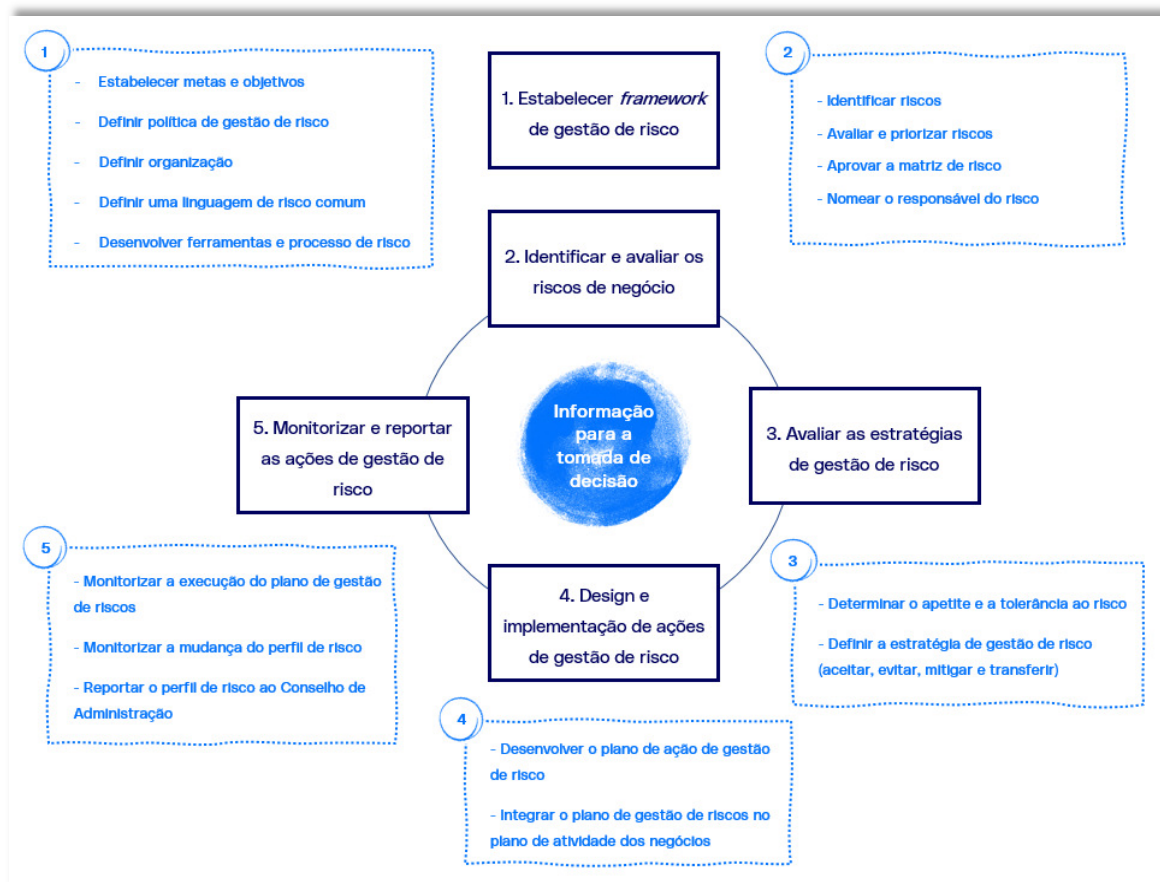 1
- Estabelecer metas e objetivos
- Definir política de gestão de risco
- Definir organização
- Definir uma linguagem de risco comum
- Desenvolver ferramentas e processo de risco
1. Estabelecer framework
de gestão de risco
2
- Identificar riscos
- Avaliar e priorizar riscos
- Aprovar a matriz de risco
- Nomear o responsável do risco
2. Identificar e avaliar os
riscos de negócio
5. Monitorizar e reportar
as ações de gestão de
risco
Informação
para a
tomada de
decisão
3. Avaliar as estratégias
de gestão de risco
5
- Monitorizar a execução do plano de gestão
de riscos
- Monitorizar a mudança do perfil de risco
- Reportar o perfil de risco ao Conselho de
Administração
4. Design e
implementação de ações
de gestão de risco
3
- Determinar o apetite e a tolerância ao risco
- Definir a estratégia de gestão de risco
(aceitar, evitar, mitigar e transferir)
4
- Desenvolver o plano de ação de gestão
de risco
- Integrar o plano de gestão de riscos no
plano de atividade dos negócios